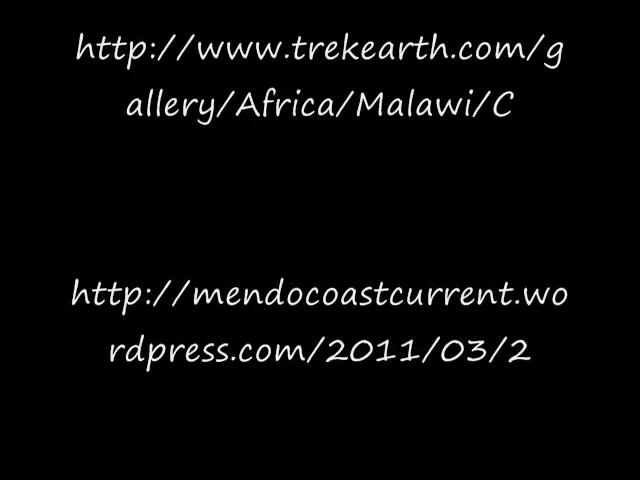 http://www.trekearth.com/g
allery/Africa/Malawi/C
http://mendocoastcurrent.wo
rdpress.com/2011/03/2